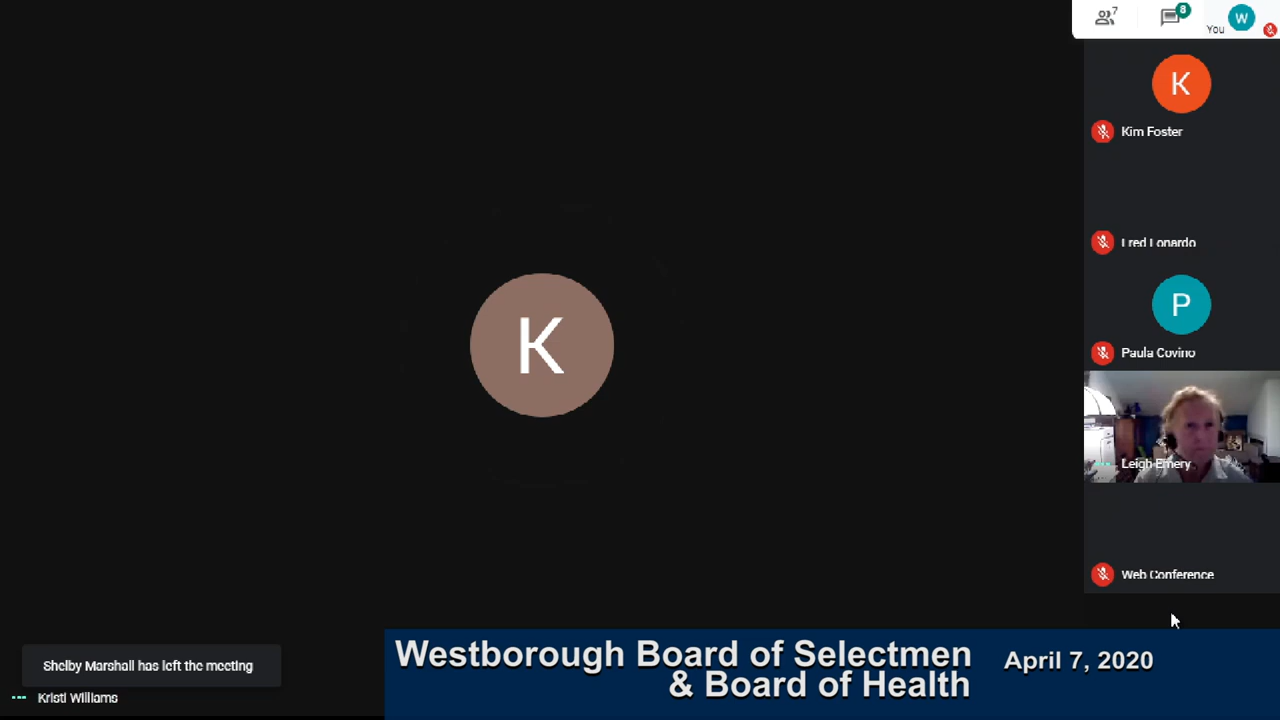 7
8
You
W
K
Kim Foster
Fred Lonardo
P
Paula Covino
Leigh Emery
Web Conference
K
Shelby Marshall has left the meeting
Kristi Williams
Westborough Board of Selectmen
& Board of Health
April 7, 2020